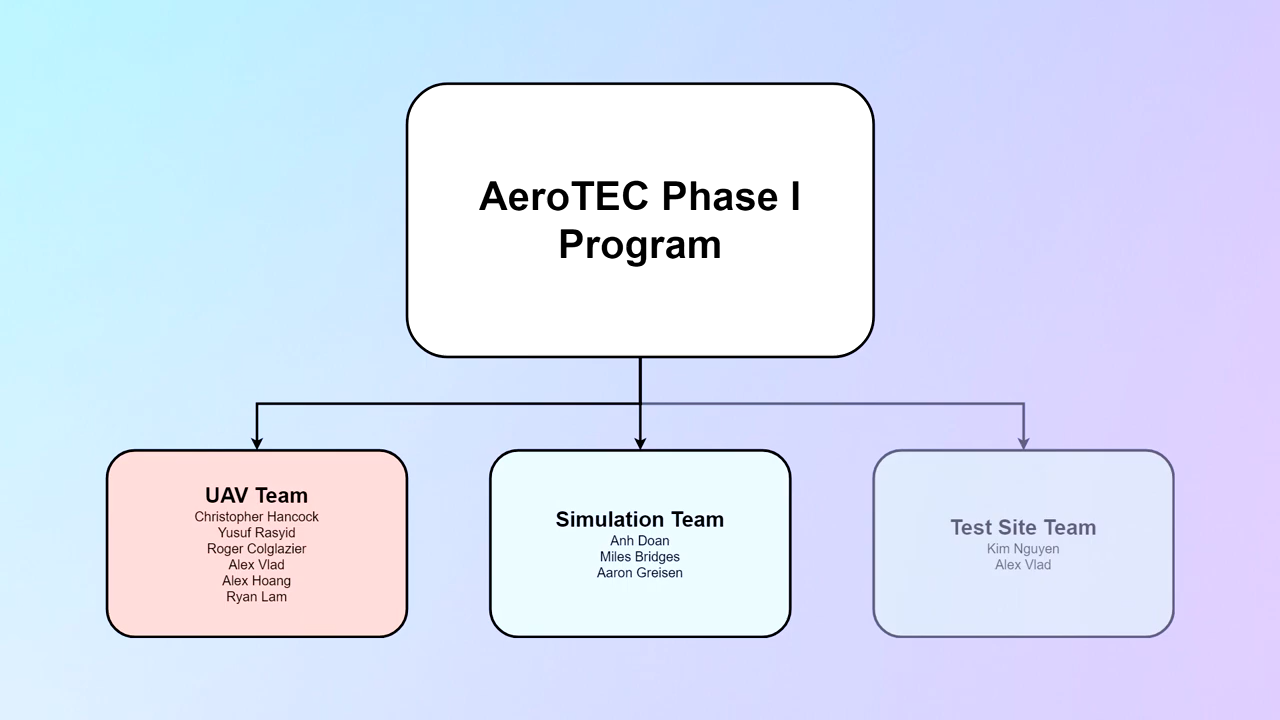 AeroTEC Phase I
Program
UAV Team
Christopher Hancock
Yusuf Rasyid
Roger Colglazier
Alex Vlad
Alex Hoang
Ryan Lam
Simulation Team
Anh Doan
Miles Bridges
Aaron Greisen
Test Site Team
Kim Nguyen
Alex Vlad